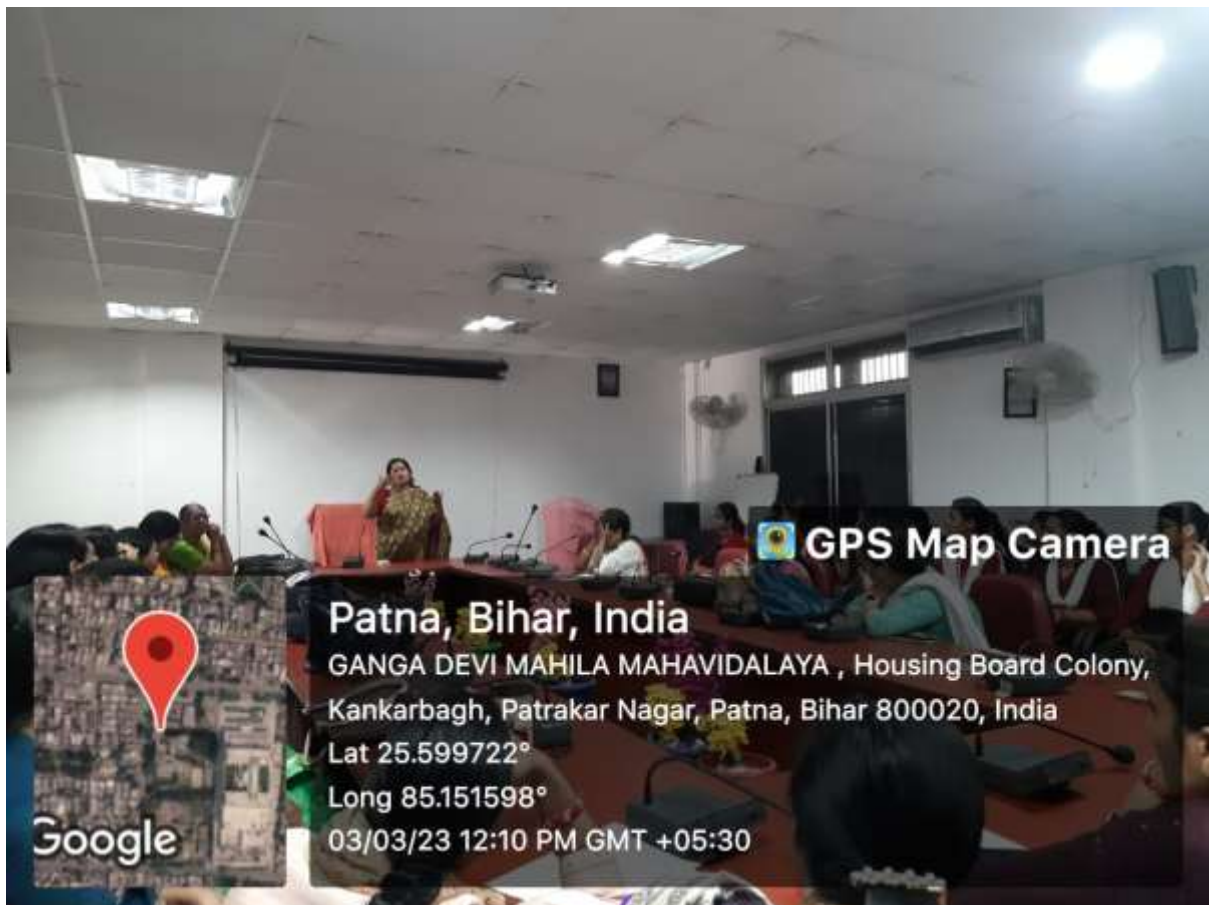 GPS Map Camera
Patna, Bihar, India
GANGA DEVI MAHILA MAHAVIDALAYA , Housing Board Colony,
Kankarbagh, Patrakar Nagar, Patna, Bihar 800020, India
Lat 25.599722°
Long 85.151598°
03/03/23 12:10 PM GMT +05:30
Google